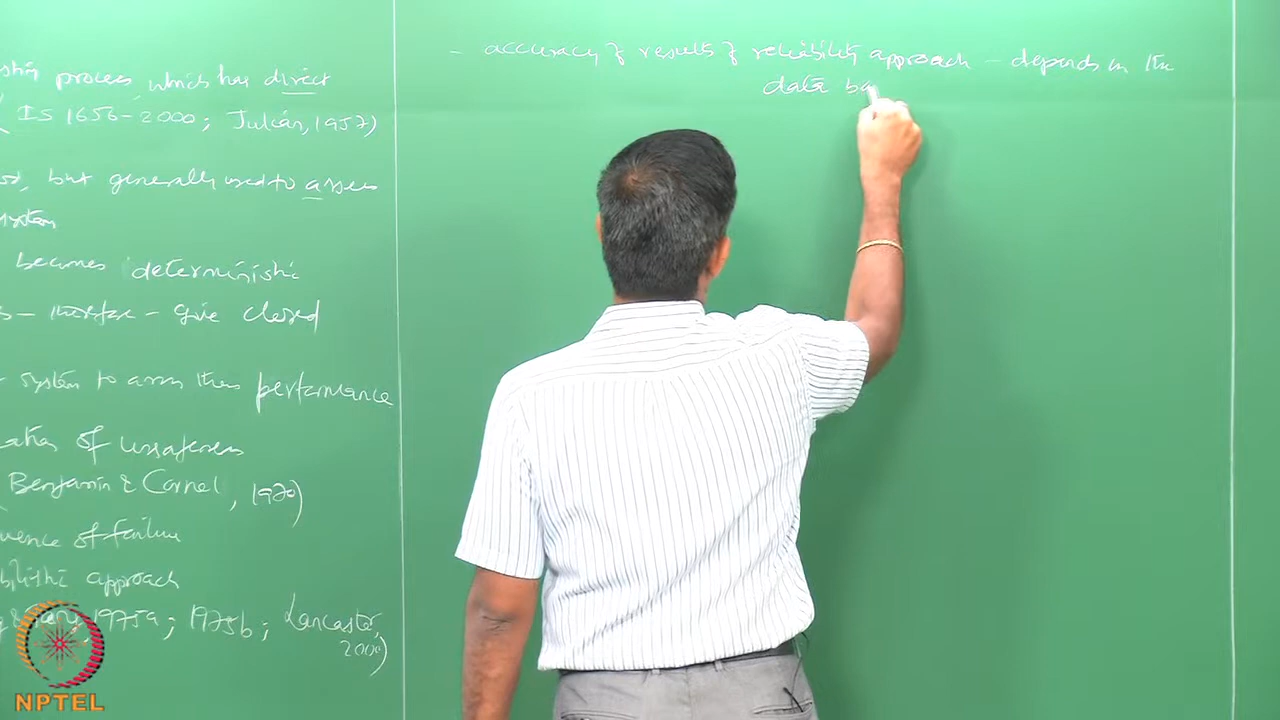 process, which has direct
( IS 1656-2000; Julian, 1957)
but generally used to assess
system
becomes deterministic
- therefore - give closed
system to assess their performance
of unsafeness
Benjamin & Cornel, 1970)
of failure
approach
1975a; 1975b; Lancaster,
2000)
- accuracy of results of reliability approach - depends on the
data ba
NPTEL